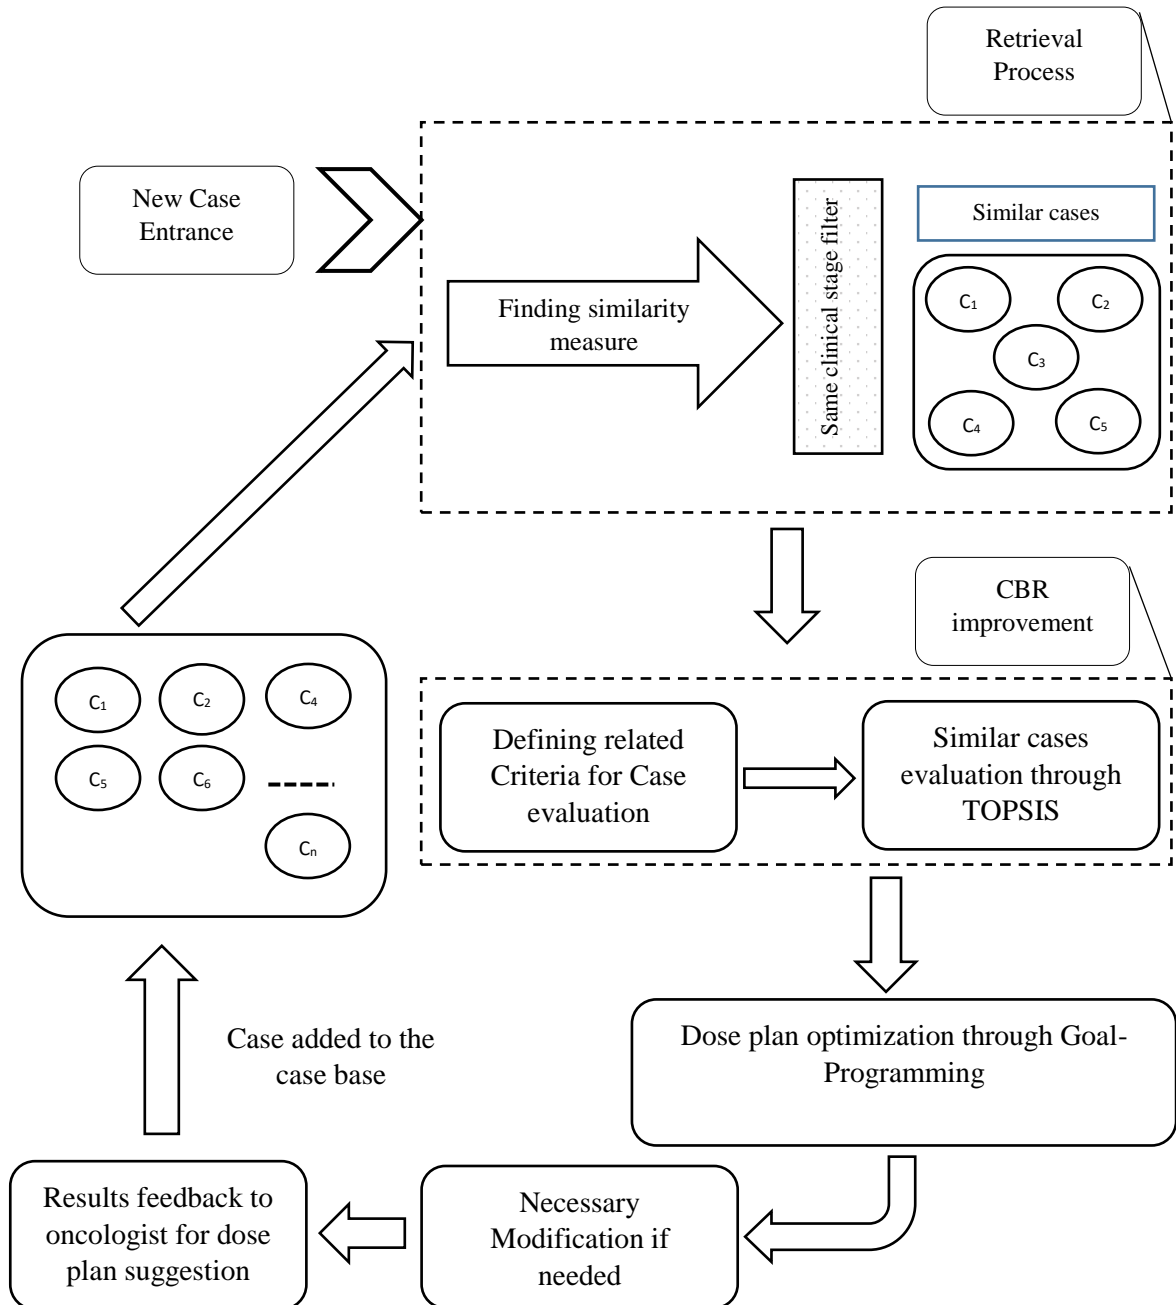 Retrieval
Process
New Case
Entrance
Finding similarity
measure
Same clinical stage filter
Similar cases
C1
C2
C3
C4
C5
CBR
improvement
C1
C2
C4
C5
C6
Cn
Defining related
Criteria for Case
evaluation
Similar cases
evaluation through
TOPSIS
Dose plan optimization through Goal-
Programming
Case added to the
case base
Results feedback to
oncologist for dose
plan suggestion
Necessary
Modification if
needed